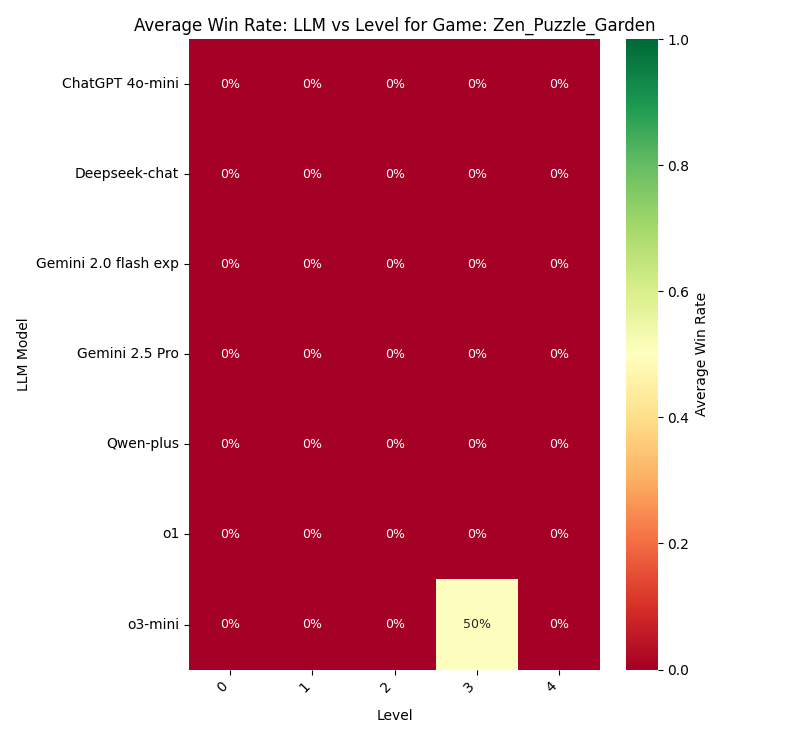 Average Win Rate: LLM vs Level for Game: Zen_Puzzle_Garden
LLM Model
ChatGPT 4o-mini 0% 0% 0% 0% 0%
Deepseek-chat 0% 0% 0% 0% 0%
Gemini 2.0 flash exp 0% 0% 0% 0% 0%
Gemini 2.5 Pro 0% 0% 0% 0% 0%
Qwen-plus 0% 0% 0% 0% 0%
o1 0% 0% 0% 0% 0%
o3-mini 0% 0% 0% 50% 0%
0 1 2 3 4
Level
1.0
0.8
0.6
0.4
0.2
0.0
Average Win Rate